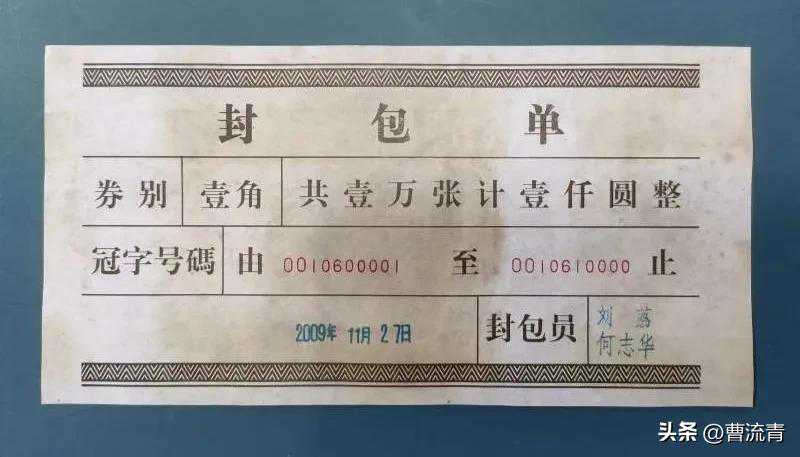 封包单
券别 壹角 共壹万张计壹仟圆整
冠字号碼 由 0010600001 至 0010610000 止
2009年 11月 27日 封包员 刘荔
何志华
头条 @曹流青